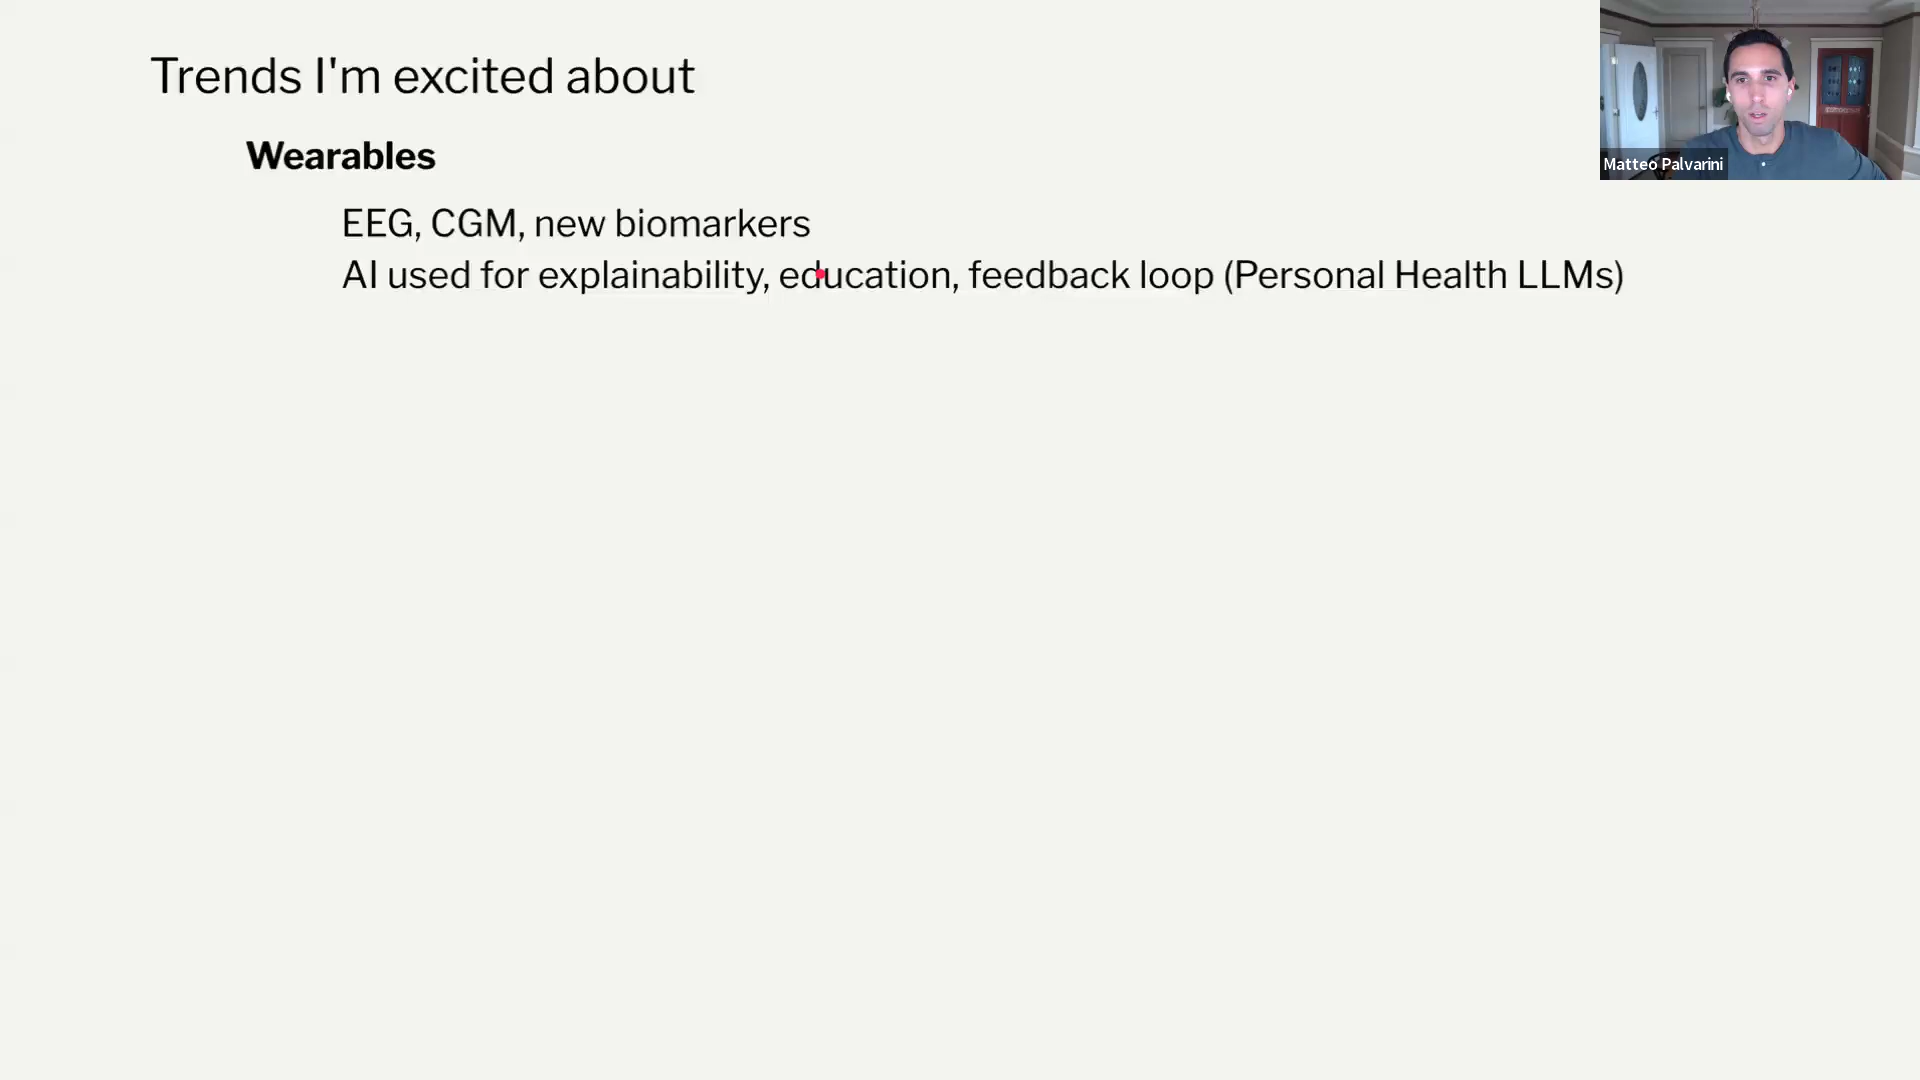 Trends I'm excited about
Matteo Palvarini
Wearables
EEG, CGM, new biomarkers
AI used for explainability, education, feedback loop (Personal Health LLMs)